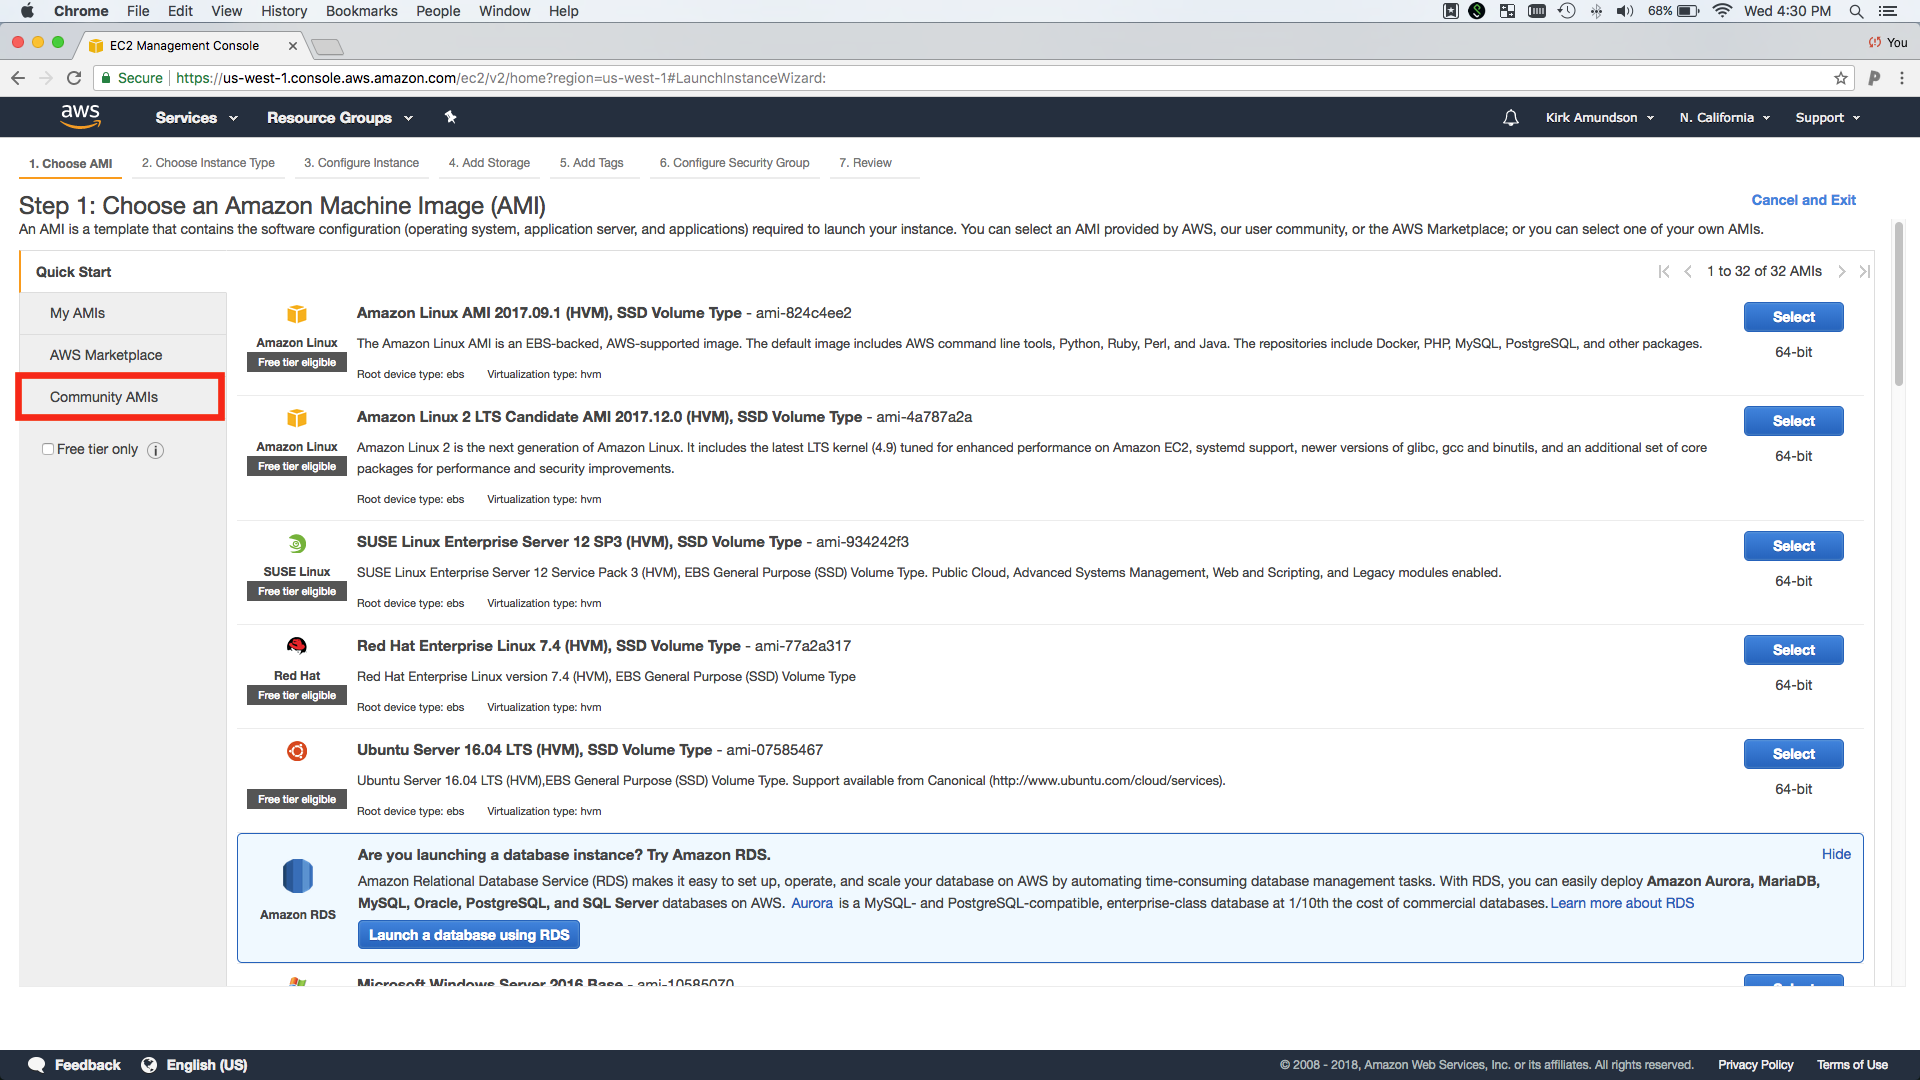 Chrome File Edit View History Bookmarks People Window Help 68% Wed 4:30 PM
EC2 Management Console You
Secure https://us-west-1.console.aws.amazon.com/ec2/v2/home?region=us-west-1#LaunchInstanceWizard:
aws Services Resource Groups Kirk Amundson N. California Support
1. Choose AMI 2. Choose Instance Type 3. Configure Instance 4. Add Storage 5. Add Tags 6. Configure Security Group 7. Review
Step 1: Choose an Amazon Machine Image (AMI)
Cancel and Exit
An AMI is a template that contains the software configuration (operating system, application server, and applications) required to launch your instance. You can select an AMI provided by AWS, our user community, or the AWS Marketplace; or you can select one of your own AMIs.
Quick Start
1 to 32 of 32 AMIs
My AMIs
AWS Marketplace
Community AMIs
Free tier only
Amazon Linux
Free tier eligible
Amazon Linux AMI 2017.09.1 (HVM), SSD Volume Type - ami-824c4ee2
The Amazon Linux AMI is an EBS-backed, AWS-supported image. The default image includes AWS command line tools, Python, Ruby, Perl, and Java. The repositories include Docker, PHP, MySQL, PostgreSQL, and other packages.
Root device type: ebs Virtualization type: hvm
Select
64-bit
Amazon Linux
Free tier eligible
Amazon Linux 2 LTS Candidate AMI 2017.12.0 (HVM), SSD Volume Type - ami-4a787a2a
Amazon Linux 2 is the next generation of Amazon Linux. It includes the latest LTS kernel (4.9) tuned for enhanced performance on Amazon EC2, systemd support, newer versions of glibc, gcc and binutils, and an additional set of core
packages for performance and security improvements.
Root device type: ebs Virtualization type: hvm
Select
64-bit
SUSE Linux
Free tier eligible
SUSE Linux Enterprise Server 12 SP3 (HVM), SSD Volume Type - ami-934242f3
SUSE Linux Enterprise Server 12 Service Pack 3 (HVM), EBS General Purpose (SSD) Volume Type. Public Cloud, Advanced Systems Management, Web and Scripting, and Legacy modules enabled.
Root device type: ebs Virtualization type: hvm
Select
64-bit
Red Hat
Free tier eligible
Red Hat Enterprise Linux 7.4 (HVM), SSD Volume Type - ami-77a2a317
Red Hat Enterprise Linux version 7.4 (HVM), EBS General Purpose (SSD) Volume Type
Root device type: ebs Virtualization type: hvm
Select
64-bit
Free tier eligible
Ubuntu Server 16.04 LTS (HVM), SSD Volume Type - ami-07585467
Ubuntu Server 16.04 LTS (HVM),EBS General Purpose (SSD) Volume Type. Support available from Canonical (http://www.ubuntu.com/cloud/services).
Root device type: ebs Virtualization type: hvm
Select
64-bit
Amazon RDS
Are you launching a database instance? Try Amazon RDS.
Hide
Amazon Relational Database Service (RDS) makes it easy to set up, operate, and scale your database on AWS by automating time-consuming database management tasks. With RDS, you can easily deploy Amazon Aurora, MariaDB,
MySQL, Oracle, PostgreSQL, and SQL Server databases on AWS. Aurora is a MySQL- and PostgreSQL-compatible, enterprise-class database at 1/10th the cost of commercial databases. Learn more about RDS
Launch a database using RDS
Microsoft Windows Server 2016 Base - ami-10585070
Select
Feedback English (US)
© 2008 - 2018, Amazon Web Services, Inc. or its affiliates. All rights reserved. Privacy Policy Terms of Use